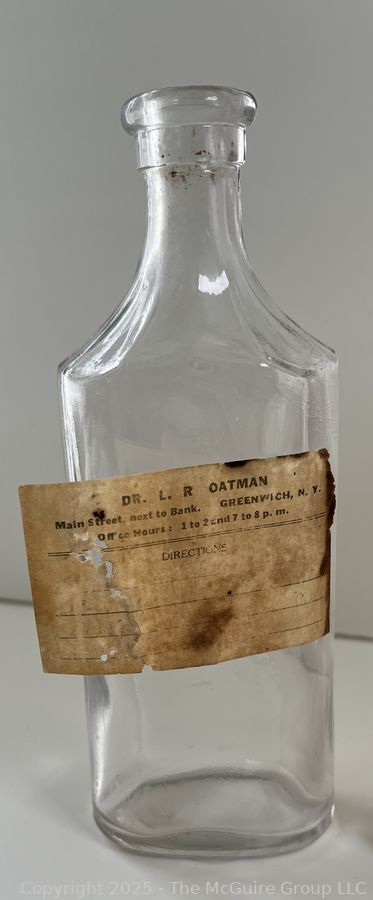 DR. L. R OATMAN
Main Street, next to Bank. GREENWICH, N. Y.
Office Hours: 1 to 2 and 7 to 8 p. m.
DIRECTIONS
Copyright 2025 - The McGuire Group LLC